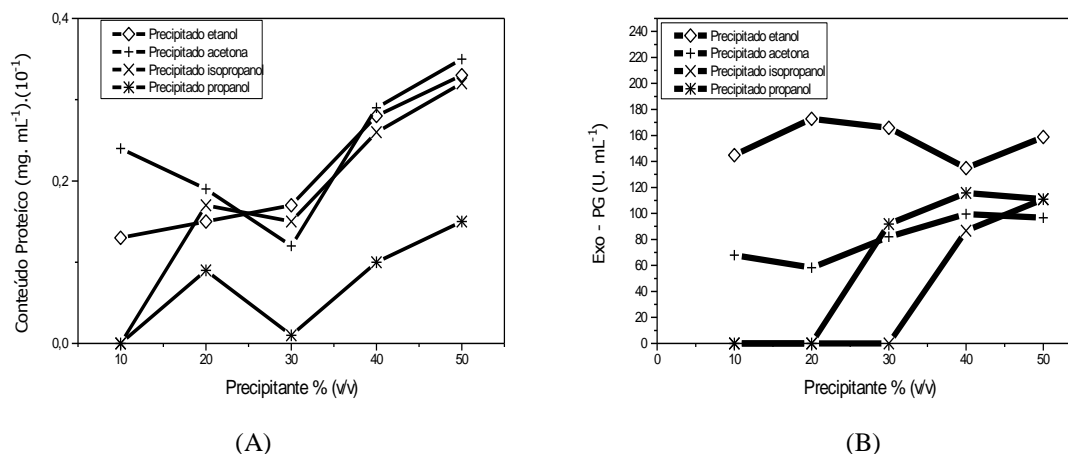 0,4
Precipitado etanol
Precipitado acetona
Precipitado isopropanol
Precipitado propanol
0,2
0,0
Conteúdo Proteíco (mg. mL-1).(10-1)
10 20 30 40 50
Precipitante % (v/v)
(A)
240
220
200
180
160
140
120
100
80
60
40
20
0
Precipitado etanol
Precipitado acetona
Precipitado isopropanol
Precipitado propanol
Exo - PG (U. mL-1)
0 10 20 30 40 50
Precipitante % (v/v)
(B)